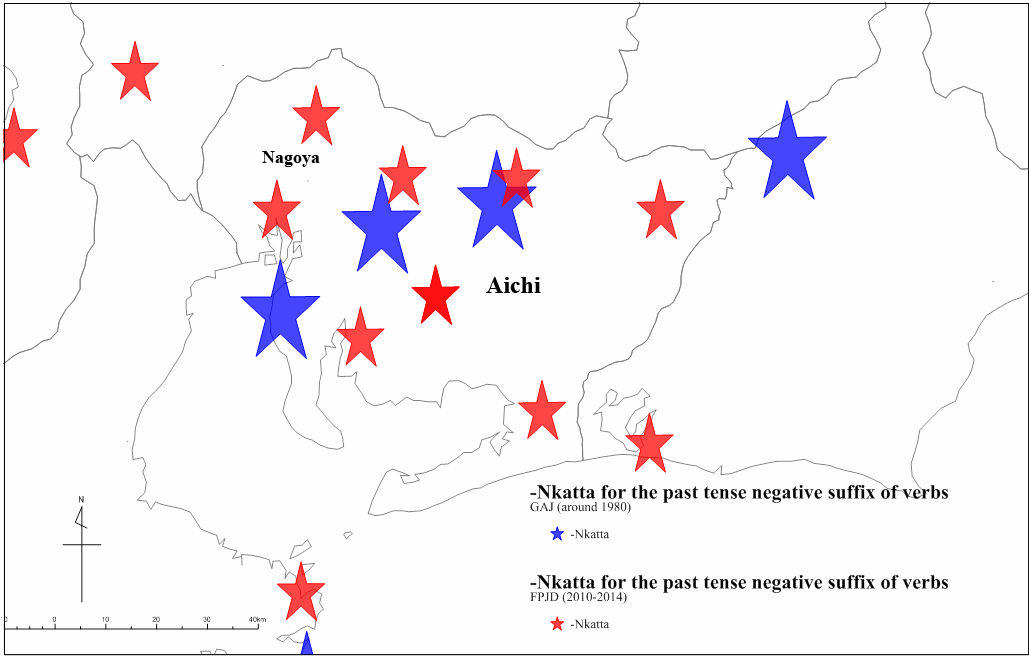 Nagoya
Aichi
-Nkatta for the past tense negative suffix of verbs
GAJ (around 1980)
-Nkatta
-Nkatta for the past tense negative suffix of verbs
FPJD (2010-2014)
-Nkatta
N
0 10 20 30 40km